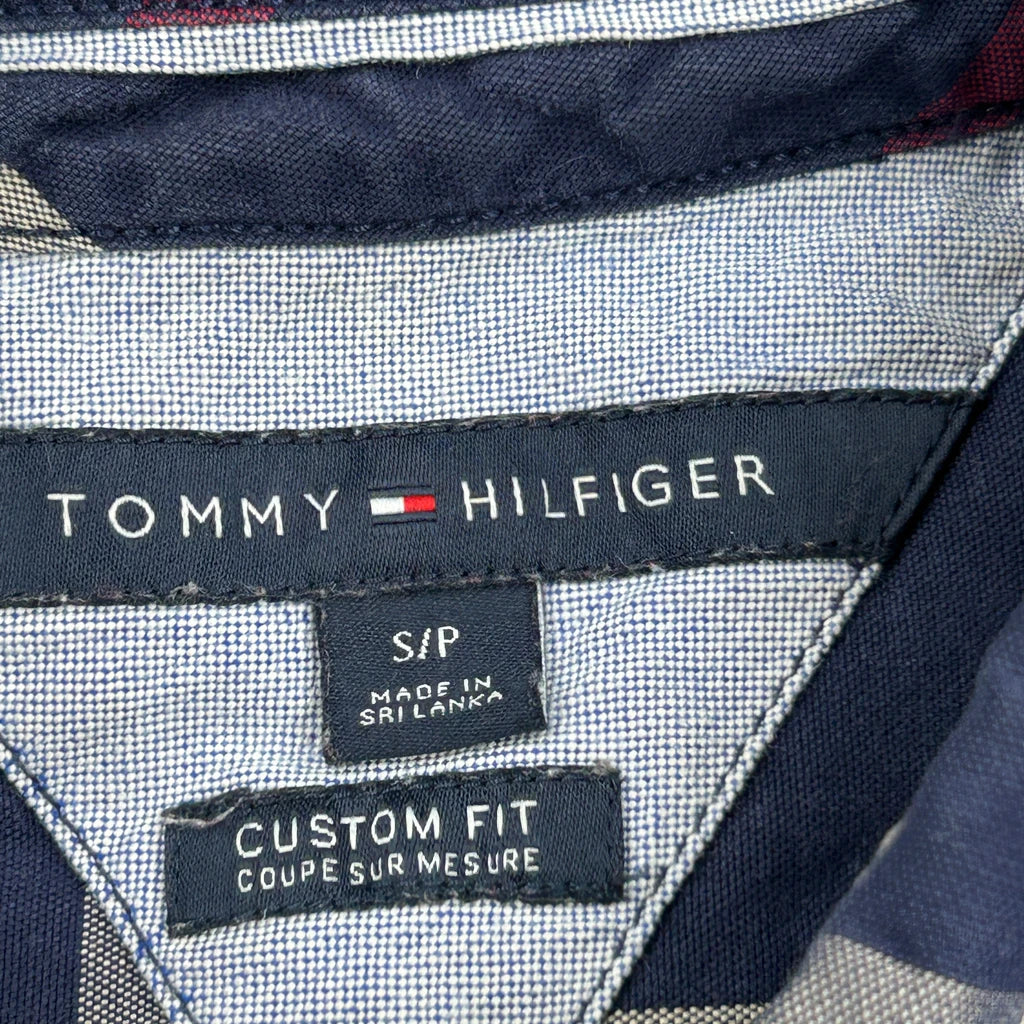 TOMMY HILFIGER
S/P
MADE IN
SRI LANKA
CUSTOM FIT
COUPE SUR MESURE